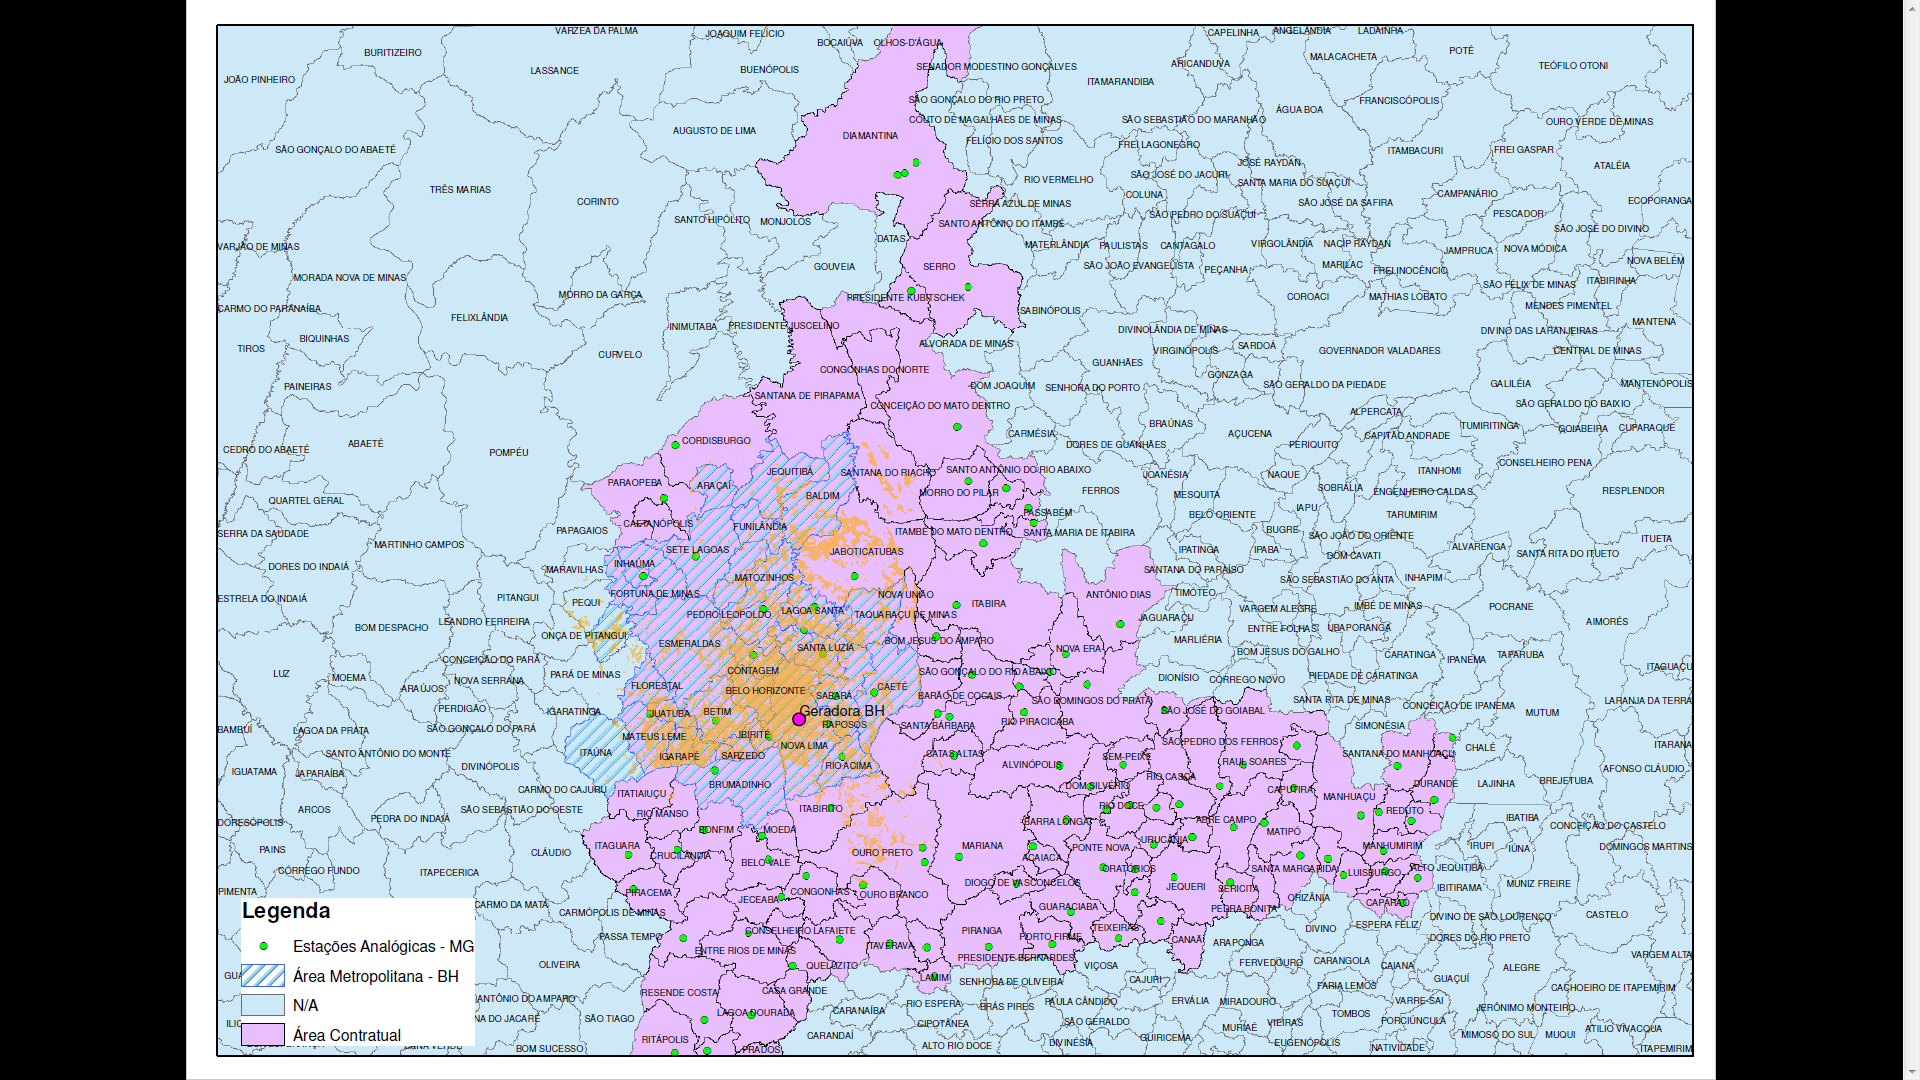 VARZEA DA PALMA
JOAQUIM FELÍCIO
BOCAIÚVA
OLHOS-D'ÁGUA
CAPELINHA
ANGELÂNDIA
LADAINHA
BURITIZEIRO
POTÉ
MALACACHETA
JOÃO PINHEIRO
LASSANCE
BUENÓPOLIS
SENADOR MODESTINO GONÇALVES
ITAMARANDIBA
ARICANDUVA
TEÓFILO OTONI
SÃO GONÇALO DO RIO PRETO
ÁGUA BOA
FRANCISCÓPOLIS
AUGUSTO DE LIMA
DIAMANTINA
COUTO DE MAGALHÃES DE MINAS
SÃO SEBASTIÃO DO MARANHÃO
OURO VERDE DE MINAS
FELÍCIO DOS SANTOS
FREI LAGONEGRO
SÃO GONÇALO DO ABAETÉ
ITAMBACURI
FREI GASPAR
ATALÉIA
JOSÉ RAYDAN
TRÊS MARIAS
RIO VERMELHO
SÃO JOSÉ DO JACURI
SANTA MARIA DO SUAÇUÍ
COLUNA
CAMPANÁRIO
CORINTO
SERRA AZUL DE MINAS
SÃO JOSÉ DA SAFIRA
ECOPORANGA
SANTO HIPÓLITO
MONJOLOS
SANTO ANTÔNIO DO ITAMBÉ
SÃO PEDRO DO SUAÇUÍ
PESCADOR
SÃO JOSÉ DO DIVINO
VARJÃO DE MINAS
DATAS
MATERLÂNDIA
PAULISTAS
CANTAGALO
VIRGOLÂNDIA
NACIP RAYDAN
JAMPRUCA
NOVA MÓDICA
GOUVEIA
SERRO
SÃO JOÃO EVANGELISTA
PEÇANHA
MARILAC
FREI INOCÊNCIO
NOVA BELÉM
MORADA NOVA DE MINAS
SÃO FÉLIX DE MINAS
ITABIRINHA
MORRO DA GARÇA
PRESIDENTE KUBITSCHEK
COROACI
MATHIAS LOBATO
MENDES PIMENTEL
CARMO DO PARANAÍBA
FELIXLÂNDIA
INIMUTABA
PRESIDENTE JUSCELINO
SABINÓPOLIS
MANTENA
BIQUINHAS
DIVINOLÂNDIA DE MINAS
DIVINO DAS LARANJEIRAS
TIROS
CURVELO
ALVORADA DE MINAS
VIRGINÓPOLIS
SARDOÁ
GOVERNADOR VALADARES
CENTRAL DE MINAS
CONGONHAS DO NORTE
GUANHÃES
GONZAGA
PAINEIRAS
DOM JOAQUIM
SENHORA DO PORTO
SÃO GERALDO DA PIEDADE
GALILÉIA
MANTENÓPOLIS
SANTANA DE PIRAPAMA
CONCEIÇÃO DO MATO DENTRO
ALPERCATA
SÃO GERALDO DO BAIXIO
BRAÚNAS
TUMIRITINGA
GOIABEIRA
CUPARAQUE
ABAETÉ
CORDISBURGO
CARMÉSIA
DORES DE GUANHÃES
AÇUCENA
PERIQUITO
CAPITÃO ANDRADE
CEDRO DO ABAETÉ
POMPÉU
JEQUITIBÁ
SANTANA DO RIACHO
SANTO ANTÔNIO DO RIO ABAIXO
JOANÉSIA
NAQUE
ITANHOMI
CONSELHEIRO PENA
PARAOPEBA
ARAÇAÍ
BALDIM
MORRO DO PILAR
FERROS
MESQUITA
SOBRÁLIA
ENGENHEIRO CALDAS
RESPLENDOR
QUARTEL GERAL
PASSABÉM
BELO ORIENTE
IAPU
TARUMIRIM
CAETANÓPOLIS
FUNILÂNDIA
SERRA DA SAUDADE
PAPAGAIOS
ITAMBÉ DO MATO DENTRO
SANTA MARIA DE ITABIRA
BUGRE
SÃO JOÃO DO ORIENTE
ITUETA
MARTINHO CAMPOS
SETE LAGOAS
JABOTICATUBAS
IPATINGA
IPABA
DOM CAVATI
ALVARENGA
SANTA RITA DO ITUETO
DORES DO INDAIÁ
MARAVILHAS
INHAÚMA
MATOZINHOS
SANTANA DO PARAÍSO
SÃO SEBASTIÃO DO ANTA
INHAPIM
ESTRELA DO INDAIÁ
PITANGUI
PEQUI
FORTUNA DE MINAS
NOVA UNIÃO
ITABIRA
ANTÔNIO DIAS
TIMÓTEO
VARGEM ALEGRE
IMBÉ DE MINAS
POCRANE
PEDRO LEOPOLDO
LAGOA SANTA
TAQUARAÇU DE MINAS
JAGUARAÇU
AIMORÉS
BOM DESPACHO
LEANDRO FERREIRA
ONÇA DE PITANGUI
ENTRE FOLHAS
UBAPORANGA
ESMERALDAS
SANTA LUZIA
BOM JESUS DO AMPARO
NOVA ERA
MARLIÉRIA
BOM JESUS DO GALHO
CARATINGA
IPANEMA
TAPARUBA
CONCEIÇÃO DO PARÁ
ITAGUAÇU
LUZ
MOEMA
NOVA SERRANA
PARÁ DE MINAS
CONTAGEM
SÃO GONÇALO DO RIO ABAIXO
DIONÍSIO
CÓRREGO NOVO
PIEDADE DE CARATINGA
ARAÚJOS
FLORESTAL
BELO HORIZONTE
SABARÁ
CAETÉ
BARÃO DE COCAIS
SÃO DOMINGOS DO PRATA
SANTA RITA DE MINAS
CONCEIÇÃO DE IPANEMA
LARANJA DA TERRA
PERDIGÃO
IGARATINGA
JUATUBA
BETIM
Geradora BH
RAPOSOS
SÃO JOSÉ DO GOIABAL
MUTUM
BAMBUÍ
LAGOA DA PRATA
SÃO GONÇALO DO PARÁ
MATEUS LEME
IBIRITÉ
NOVA LIMA
SANTA BÁRBARA
RIO PIRACICABA
SIMONÉSIA
SANTO ANTÔNIO DO MONTE
ITAÚNA
IGARAPÉ
SARZEDO
RIO ACIMA
CATAS ALTAS
SÃO PEDRO DOS FERROS
SANTANA DO MANHUAÇU
CHALÉ
ITARANA
IGUATAMA
JAPARAÍBA
DIVINÓPOLIS
ALVINÓPOLIS
SEM-PEIXE
RIO CASCA
RAUL SOARES
AFONSO CLÁUDIO
CARMO DO CAJURU
ITATIAIUÇU
BRUMADINHO
DOM SILVÉRIO
CAPUTIRA
MANHUAÇU
DURANDÉ
LAJINHA
BREJETUBA
ARCOS
SÃO SEBASTIÃO DO OESTE
RIO MANSO
ITABIRITO
RIO DOCE
REDUTO
DORESÓPOLIS
PEDRA DO INDAIÁ
BONFIM
MOEDA
BARRA LONGA
ABRE CAMPO
MATIPÓ
IBATIBA
CONCEIÇÃO DO CASTELO
PAINS
CLÁUDIO
ITAGUARA
CRUCILÂNDIA
BELO VALE
OURO PRETO
MARIANA
ACAIACA
PONTE NOVA
URUCÂNIA
MANHUMIRIM
IRUPI
IÚNA
DOMINGOS MARTINS
CÓRREGO FUNDO
ITAPECERICA
ORATÓRIOS
SANTA MARGARIDA
LUISBURGO
ALTO JEQUITIBÁ
PIMENTA
PIRACEMA
JECEABA
CONGONHAS
OURO BRANCO
DIOGO DE VASCONCELOS
JEQUERI
SERICITA
ORIZÂNIA
CAPARAÓ
IBITIRAMA
MUNIZ FREIRE
CARMO DA MATA
CARMÓPOLIS DE MINAS
GUARACIABA
PEDRA BONITA
DIVINO DE SÃO LOURENÇO
CASTELO
PASSA TEMPO
CONSELHEIRO LAFAIETE
PIRANGA
PORTO FIRME
TEIXEIRAS
CANAÃ
ARAPONGA
DIVINO
ESPERA FELIZ
DORES DO RIO PRETO
ENTRE RIOS DE MINAS
ITAVERAVA
OLIVEIRA
QUELUZITO
PRESIDENTE BERNARDES
VIÇOSA
FERVEDOURO
CARANGOLA
CAIANA
ALEGRE
VARGEM ALTA
LAMIM
SENHORA DE OLIVEIRA
CAJURI
FARIA LEMOS
GUAÇUÍ
CACHOEIRO DE ITAPEMIRIM
RESENDE COSTA
CASA GRANDE
RIO ESPERA
BRÁS PIRES
PAULA CÂNDIDO
ERVÁLIA
MIRADOURO
VARRE-SAI
JERÔNIMO MONTEIRO
SÃO TIAGO
LAGOA DOURADA
CARANAÍBA
CIPOTÂNEA
SÃO GERALDO
MURIAÉ
VIEIRAS
TOMBOS
PORCIÚNCULA
MIMOSO DO SUL
MUQUI
ATILIO VIVACQUA
RITÁPOLIS
PRADOS
CARANDAÍ
ALTO RIO DOCE
DIVINÉSIA
GUIRICEMA
EUGENÓPOLIS
NATIVIDADE
ITAPEMIRIM
BOM SUCESSO
Legenda
Estações Analógicas - MG
Área Metropolitana - BH
N/A
Área Contratual